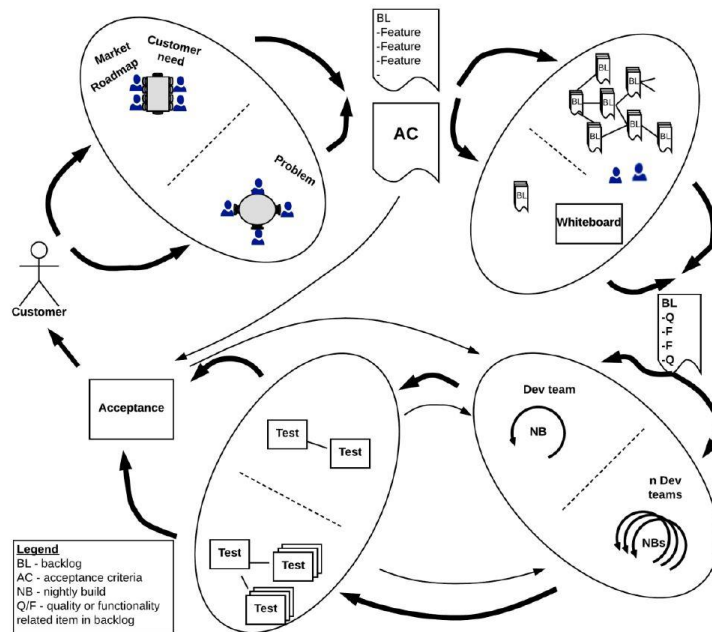 Market
Roadmap
Customer
need
Problem
BL
-Feature
-Feature
-Feature
-
AC
BL
BL
BL
BL
BL
BL
BL
BL
Whiteboard
Customer
BL
-Q
-F
-F
-Q
Acceptance
Test
Test
Test
Test
Test
Dev team
NB
n Dev
teams
NBs
Legend
BL - backlog
AC - acceptance criteria
NB - nightly build
Q/F - quality or functionality
related item in backlog